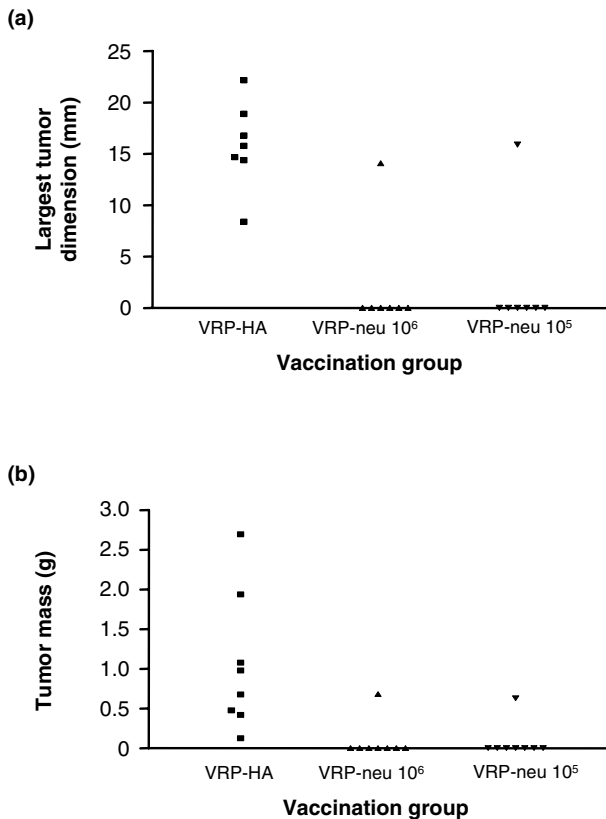 (a)
25
20
15
10
5
0
Largest tumor
dimension (mm)
VRP-HA VRP-neu 10⁶ VRP-neu 10⁵
Vaccination group
(b)
3.0
2.5
2.0
1.5
1.0
0.5
0
Tumor mass (g)
VRP-HA VRP-neu 10⁶ VRP-neu 10⁵
Vaccination group